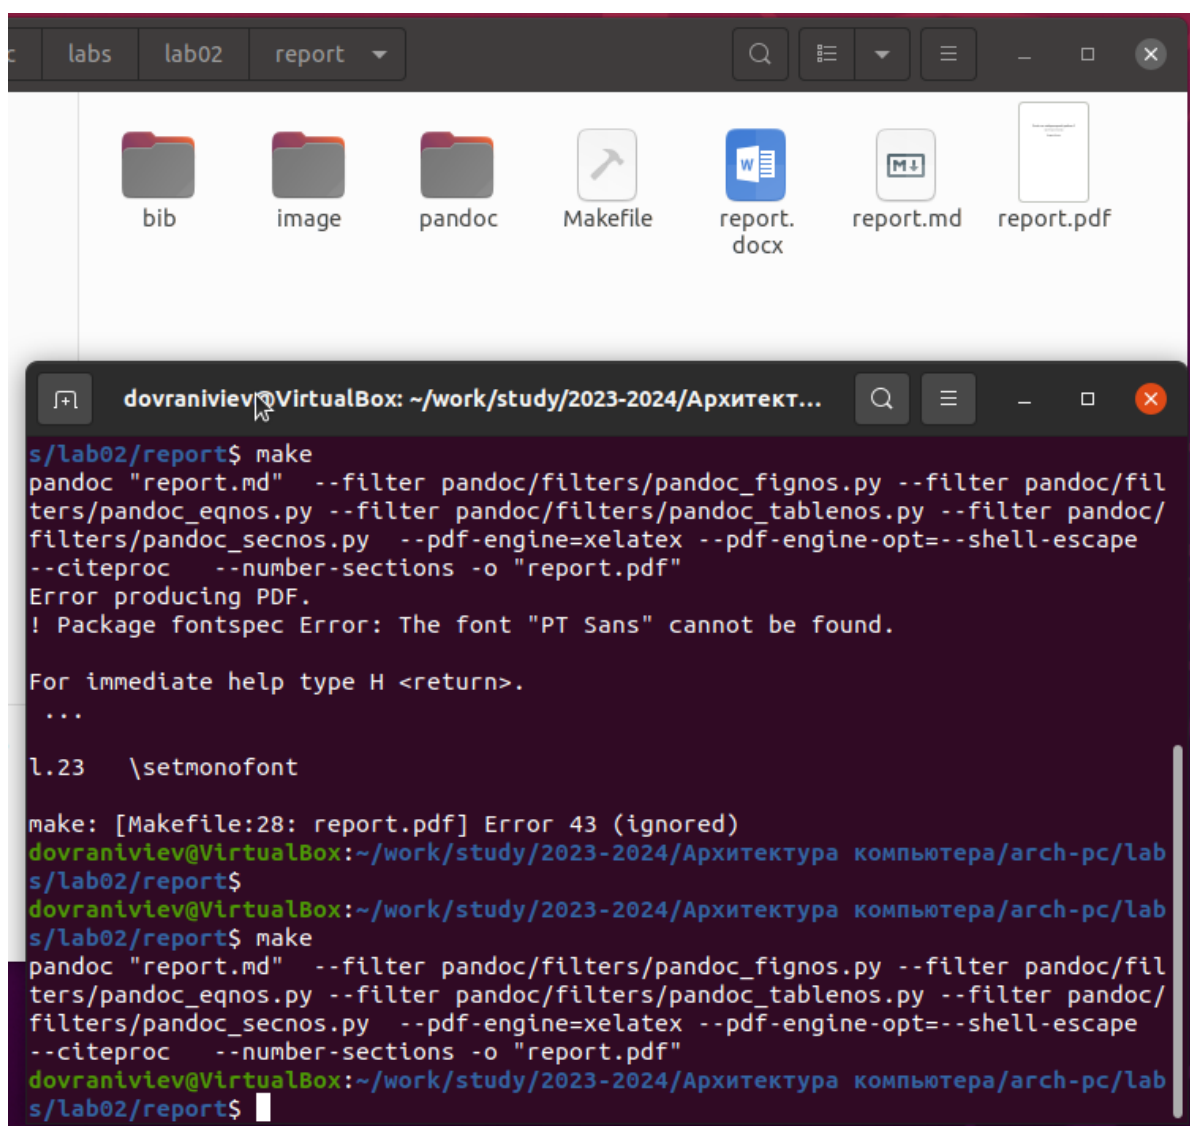 c labs lab02 report
bib image pandoc Makefile report. docx report.md report.pdf
dovraniviev@VirtualBox: ~/work/study/2023-2024/Архитект...
s/lab02/report$ make
pandoc "report.md"  --filter pandoc/filters/pandoc_fignos.py --filter pandoc/fil
ters/pandoc_eqnos.py --filter pandoc/filters/pandoc_tablenos.py --filter pandoc/
filters/pandoc_secnos.py  --pdf-engine=xelatex --pdf-engine-opt=--shell-escape
--citeproc   --number-sections -o "report.pdf"
Error producing PDF.
! Package fontspec Error: The font "PT Sans" cannot be found.
For immediate help type H <return>.
...
l.23   \setmonofont
make: [Makefile:28: report.pdf] Error 43 (ignored)
dovraniviev@VirtualBox:~/work/study/2023-2024/Архитектура компьютера/arch-pc/lab
s/lab02/report$
dovraniviev@VirtualBox:~/work/study/2023-2024/Архитектура компьютера/arch-pc/lab
s/lab02/report$ make
pandoc "report.md"  --filter pandoc/filters/pandoc_fignos.py --filter pandoc/fil
ters/pandoc_eqnos.py --filter pandoc/filters/pandoc_tablenos.py --filter pandoc/
filters/pandoc_secnos.py  --pdf-engine=xelatex --pdf-engine-opt=--shell-escape
--citeproc   --number-sections -o "report.pdf"
dovraniviev@VirtualBox:~/work/study/2023-2024/Архитектура компьютера/arch-pc/lab
s/lab02/report$